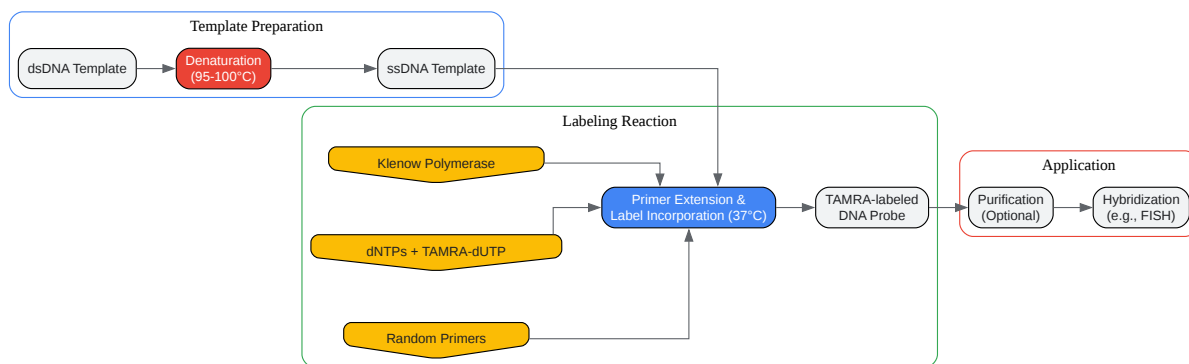 Template Preparation
dsDNA Template
Denaturation
(95-100°C)
ssDNA Template
Labeling Reaction
Klenow Polymerase
dNTPs + TAMRA-dUTP
Random Primers
Primer Extension &
Label Incorporation (37°C)
TAMRA-labeled
DNA Probe
Application
Purification
(Optional)
Hybridization
(e.g., FISH)